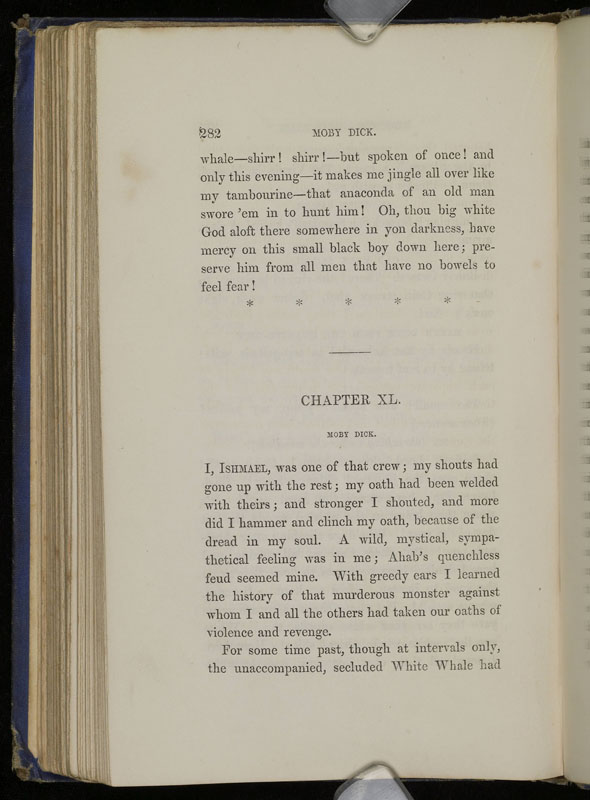 282 MOBY DICK.
whale—shirr! shirr!—but spoken of once! and
only this evening—it makes me jingle all over like
my tambourine—that anaconda of an old man
swore 'em in to hunt him! Oh, thou big white
God aloft there somewhere in yon darkness, have
mercy on this small black boy down here; pre-
serve him from all men that have no bowels to
feel fear!
* * * * *
CHAPTER XL.
MOBY DICK.
I, ISHMAEL, was one of that crew; my shouts had
gone up with the rest; my oath had been welded
with theirs; and stronger I shouted, and more
did I hammer and clinch my oath, because of the
dread in my soul. A wild, mystical, sympa-
thetical feeling was in me; Ahab's quenchless
feud seemed mine. With greedy ears I learned
the history of that murderous monster against
whom I and all the others had taken our oaths of
violence and revenge.
For some time past, though at intervals only,
the unaccompanied, secluded White Whale had